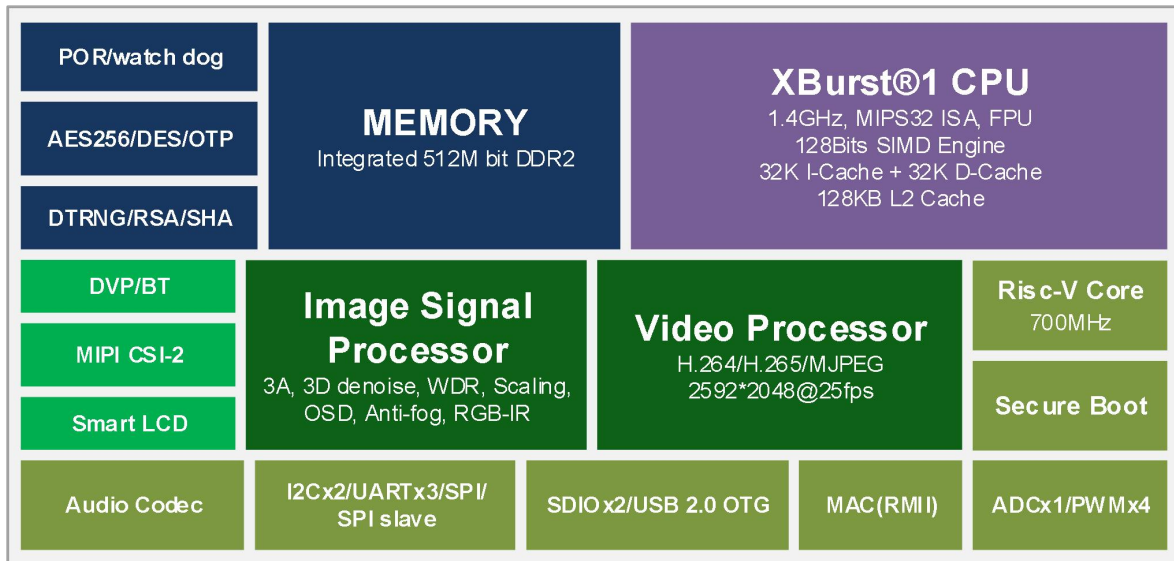 POR/watch dog
AES256/DES/OTP
DTRNG/RSA/SHA
MEMORY
Integrated 512M bit DDR2
XBurst®1 CPU
1.4GHz, MIPS32 ISA, FPU
128Bits SIMD Engine
32K I-Cache + 32K D-Cache
128KB L2 Cache
DVP/BT
MIPI CSI-2
Smart LCD
Image Signal
Processor
3A, 3D denoise, WDR, Scaling,
OSD, Anti-fog, RGB-IR
Video Processor
H.264/H.265/MJPEG
2592*2048@25fps
Risc-V Core
700MHz
Secure Boot
Audio Codec
I2Cx2/UARTx3/SPI/
SPI slave
SDIOx2/USB 2.0 OTG
MAC(RMII)
ADCx1/PWMx4